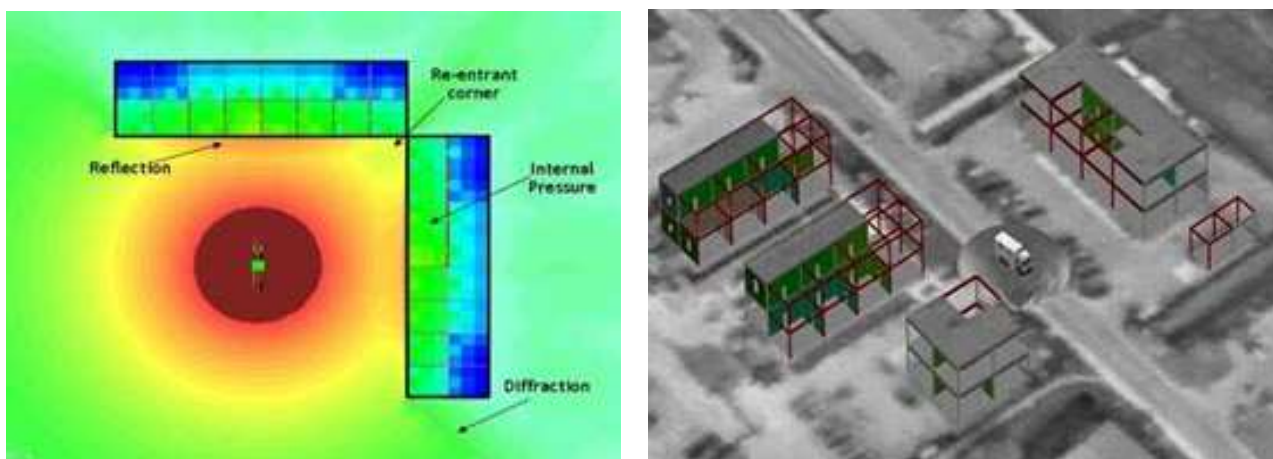 Re-entrant
corner
Reflection
Internal
Pressure
Diffraction